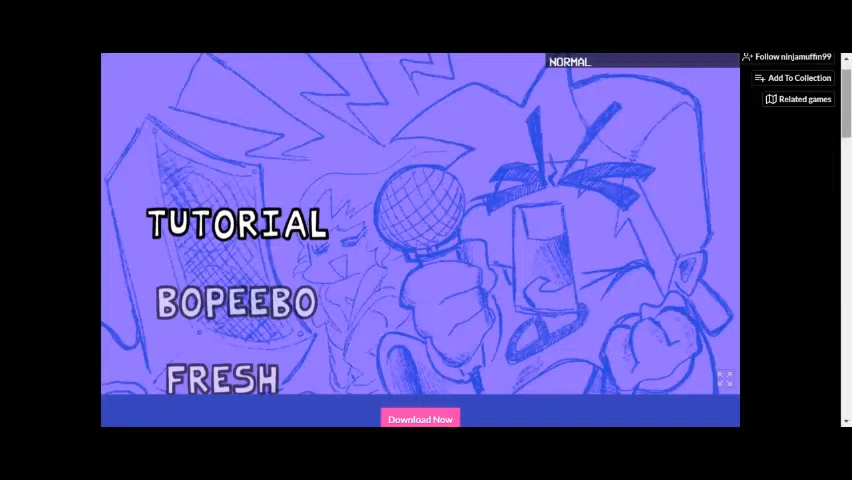 NORMAL
Follow ninjamuffin99
Add To Collection
Related games
TUTORIAL
BOPEEBO
FRESH
Download Now